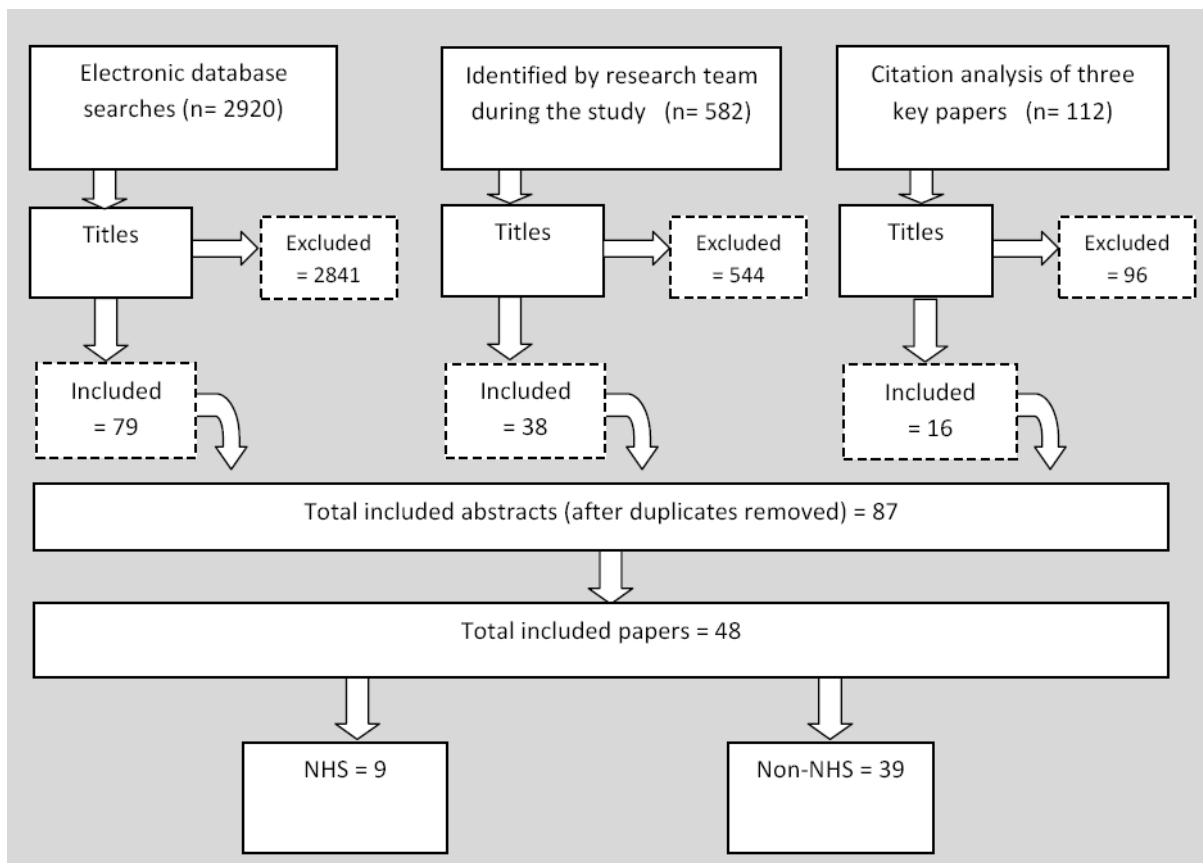 Electronic database
searches (n= 2920)
Identified by research team
during the study (n= 582)
Citation analysis of three
key papers (n= 112)
Titles
Excluded
= 2841
Titles
Excluded
= 544
Titles
Excluded
= 96
Included
= 79
Included
= 38
Included
= 16
Total included abstracts (after duplicates removed) = 87
Total included papers = 48
NHS = 9
Non-NHS = 39